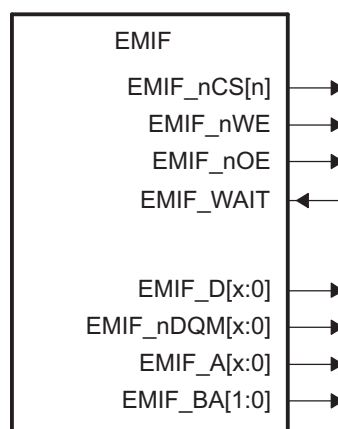 EMIF
EMIF_nCS[n]
EMIF_nWE
EMIF_nOE
EMIF_WAIT
EMIF_D[x:0]
EMIF_nDQM[x:0]
EMIF_A[x:0]
EMIF_BA[1:0]